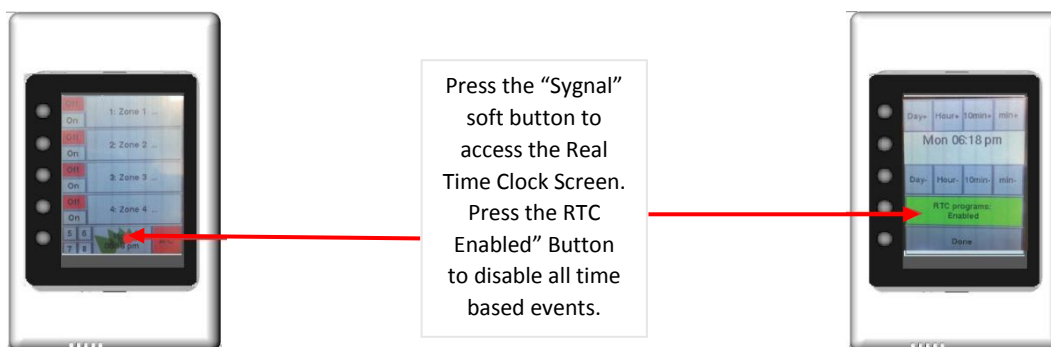 Off
On
1: Zone 1 ...
Off
On
2: Zone 2 ...
Off
On
3: Zone 3 ...
Off
On
4: Zone 4 ...
5 6
7 8
pm
Press the “Sygnal”
soft button to
access the Real
Time Clock Screen.
Press the RTC
Enabled” Button
to disable all time
based events.
Day+ Hour+ 10min+ min+
Mon 06:18 pm
Day- Hour- 10min- min-
RTC programs:
Enabled
Done